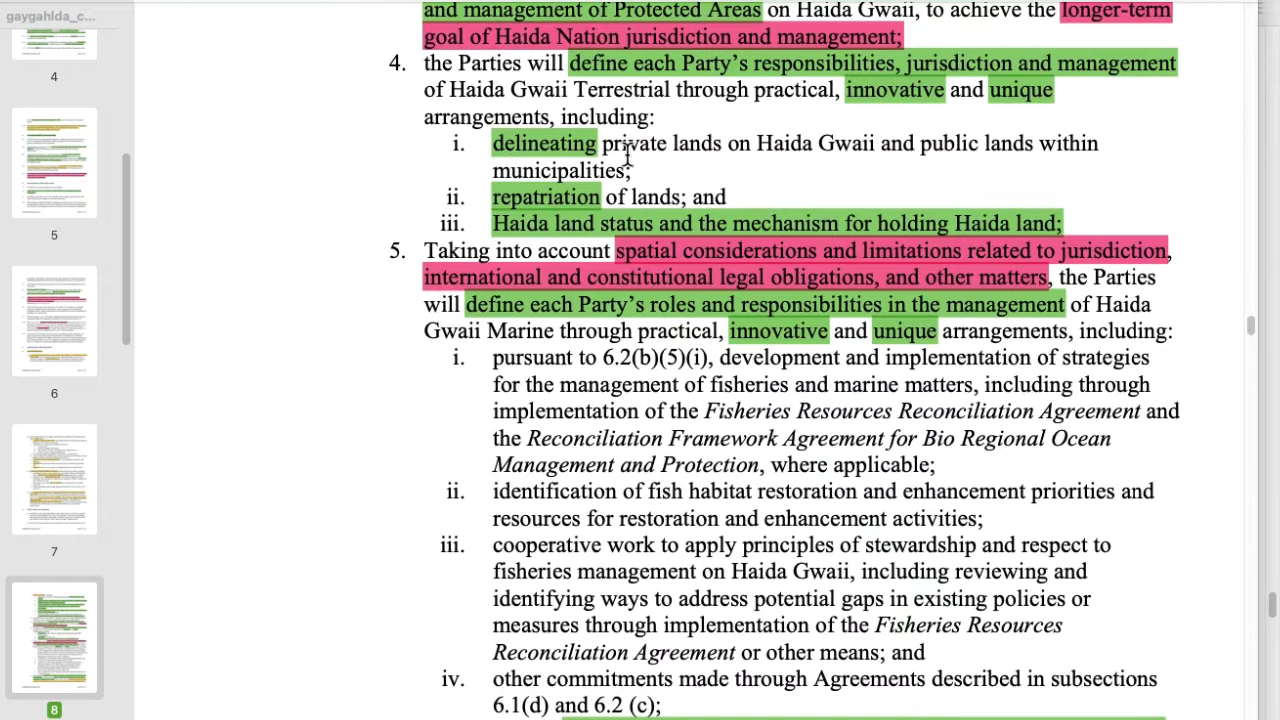 gaygahlda_c...
4
5
6
7
8
and management of Protected Areas on Haida Gwaii, to achieve the longer-term
goal of Haida Nation jurisdiction and management;
4. the Parties will define each Party's responsibilities, jurisdiction and management
of Haida Gwaii Terrestrial through practical, innovative and unique
arrangements, including:
i. delineating private lands on Haida Gwaii and public lands within
municipalities;
ii. repatriation of lands; and
iii. Haida land status and the mechanism for holding Haida land;
5. Taking into account spatial considerations and limitations related to jurisdiction,
international and constitutional legal obligations, and other matters, the Parties
will define each Party's roles and responsibilities in the management of Haida
Gwaii Marine through practical, innovative and unique arrangements, including:
i. pursuant to 6.2(b)(5)(i), development and implementation of strategies
for the management of fisheries and marine matters, including through
implementation of the Fisheries Resources Reconciliation Agreement and
the Reconciliation Framework Agreement for Bio Regional Ocean
Management and Protection, where applicable;
ii. identification of fish habitat restoration and enhancement priorities and
resources for restoration and enhancement activities;
iii. cooperative work to apply principles of stewardship and respect to
fisheries management on Haida Gwaii, including reviewing and
identifying ways to address potential gaps in existing policies or
measures through implementation of the Fisheries Resources
Reconciliation Agreement or other means; and
iv. other commitments made through Agreements described in subsections
6.1(d) and 6.2 (c);